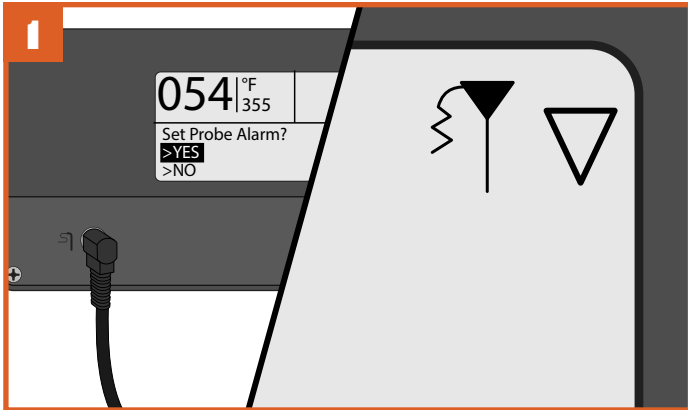 1
054 °F
355
Set Probe Alarm?
>YES
>NO